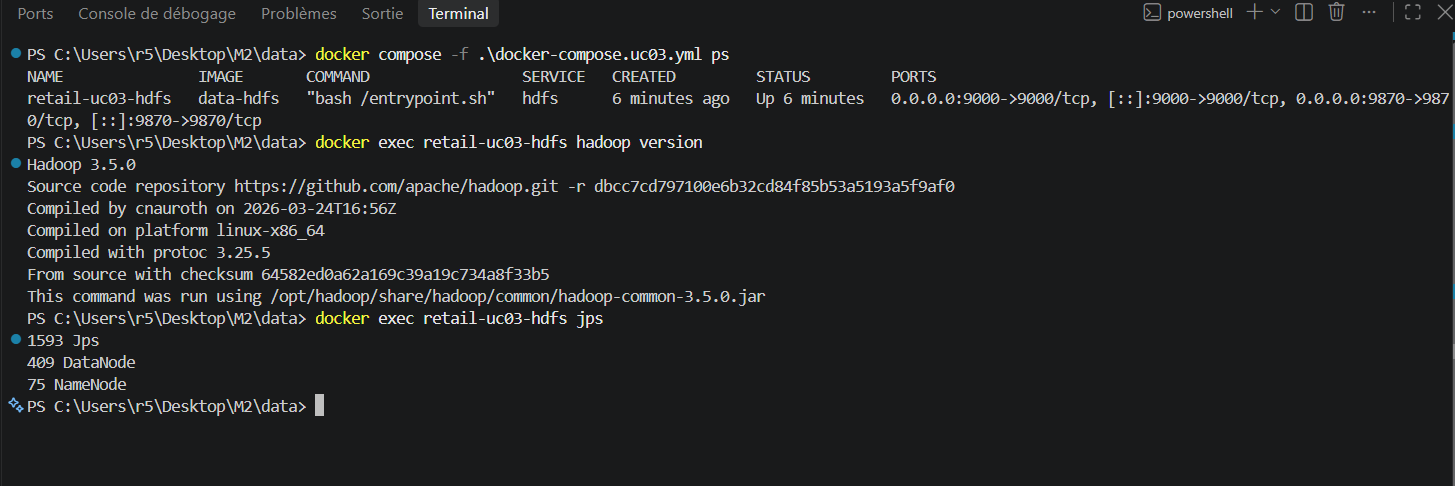 Ports Console de débogage Problèmes Sortie Terminal powershell
PS C:\Users\r5\Desktop\M2\data> docker compose -f .\docker-compose.uc03.yml ps
NAME IMAGE COMMAND SERVICE CREATED STATUS PORTS
retail-uc03-hdfs data-hdfs "bash /entrypoint.sh" hdfs 6 minutes ago Up 6 minutes 0.0.0.0:9000->9000/tcp, [::]:9000->9000/tcp, 0.0.0.0:9870->987
0/tcp, [::]:9870->9870/tcp
PS C:\Users\r5\Desktop\M2\data> docker exec retail-uc03-hdfs hadoop version
Hadoop 3.5.0
Source code repository https://github.com/apache/hadoop.git -r dbcc7cd797100e6b32cd84f85b53a5193a5f9af0
Compiled by cnauroth on 2026-03-24T16:56Z
Compiled on platform linux-x86_64
Compiled with protoc 3.25.5
From source with checksum 64582ed0a62a169c39a19c734a8f33b5
This command was run using /opt/hadoop/share/hadoop/common/hadoop-common-3.5.0.jar
PS C:\Users\r5\Desktop\M2\data> docker exec retail-uc03-hdfs jps
1593 Jps
409 DataNode
75 NameNode
PS C:\Users\r5\Desktop\M2\data>